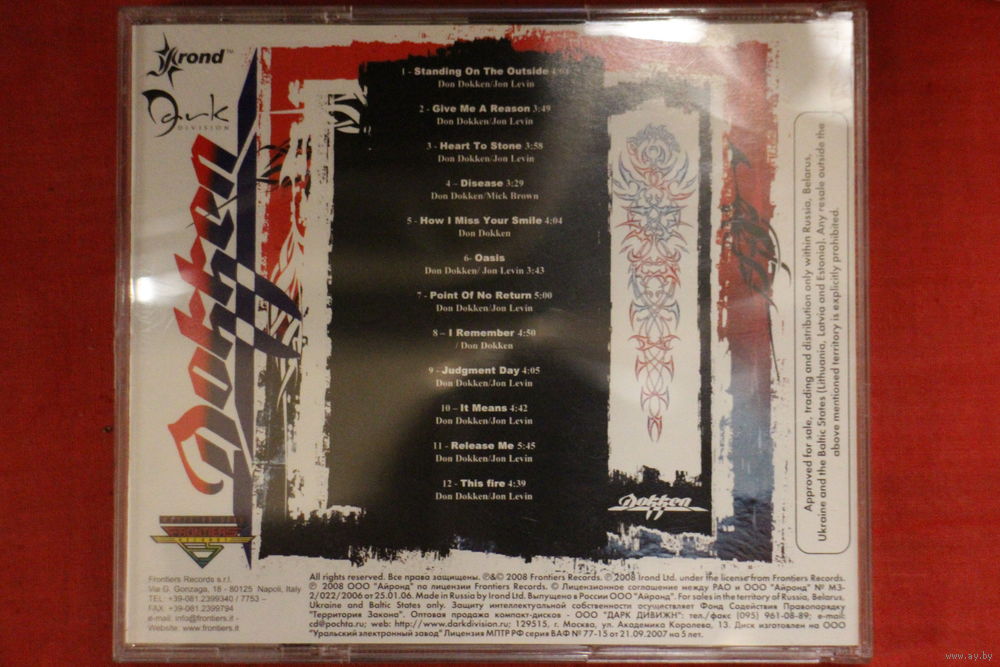 Irond™
Dark
DIVISION
Dokken
1 - Standing On The Outside 4:03
Don Dokken/Jon Levin
2 - Give Me A Reason 3:49
Don Dokken/Jon Levin
3 - Heart To Stone 3:58
Don Dokken/Jon Levin
4 – Disease 3:29
Don Dokken/Mick Brown
5 - How I Miss Your Smile 4:04
Don Dokken
6- Oasis
Don Dokken/ Jon Levin 3:43
7 - Point Of No Return 5:00
Don Dokken/Jon Levin
8 – I Remember 4:50
/ Don Dokken
9 - Judgment Day 4:05
Don Dokken/Jon Levin
10 – It Means 4:42
Don Dokken/Jon Levin
11 - Release Me 5:45
Don Dokken/Jon Levin
12 - This fire 4:39
Don Dokken/Jon Levin
Dokken
Approved for sale, trading and distribution only within Russia, Belarus,
Ukraine and the Baltic States (Lithuania, Latvia and Estonia). Any resale outside the
above mentioned territory is explicitly prohibited.
FRONTIERS
RECORDS
Frontiers Records s.r.l.
Via G. Gonzaga, 18 - 80125 Napoli, Italy
TEL: +39-081.2399340 / 7753 –
FAX: +39-081.2399794
e-mail: info@frontiers.it -
Website: www.frontiers.it
All rights reserved. Все права защищены. ℗&© 2008 Frontiers Records. ℗ 2008 Irond Ltd. under the license from Frontiers Records.
℗ 2008 ООО "Айронд" по лицензии Frontiers Records. © Лицензионное соглашение между РАО и ООО "Айронд" № МЗ-
2/022/2006 от 25.01.06. Made in Russia by Irond Ltd. Выпущено в России ООО "Айронд". For sales in the territory of Russia, Belarus,
Ukraine and Baltic States only. Защиту интеллектуальной собственности осуществляет Фонд Содействия Правопорядку
"Территория Закона". Оптовая продажа компакт-дисков - ООО "ДАРК ДИВИЖН": тел./факс (095) 961-08-89; e-mail:
cd@pochta.ru; web: http://www.darkdivision.ru; 129515, г. Москва, ул. Академика Королева, 13. Диск изготовлен на ООО
"Уральский электронный завод" Лицензия МПТР РФ серия ВАФ № 77-15 от 21.09.2007 на 5 лет.
www.ay.by